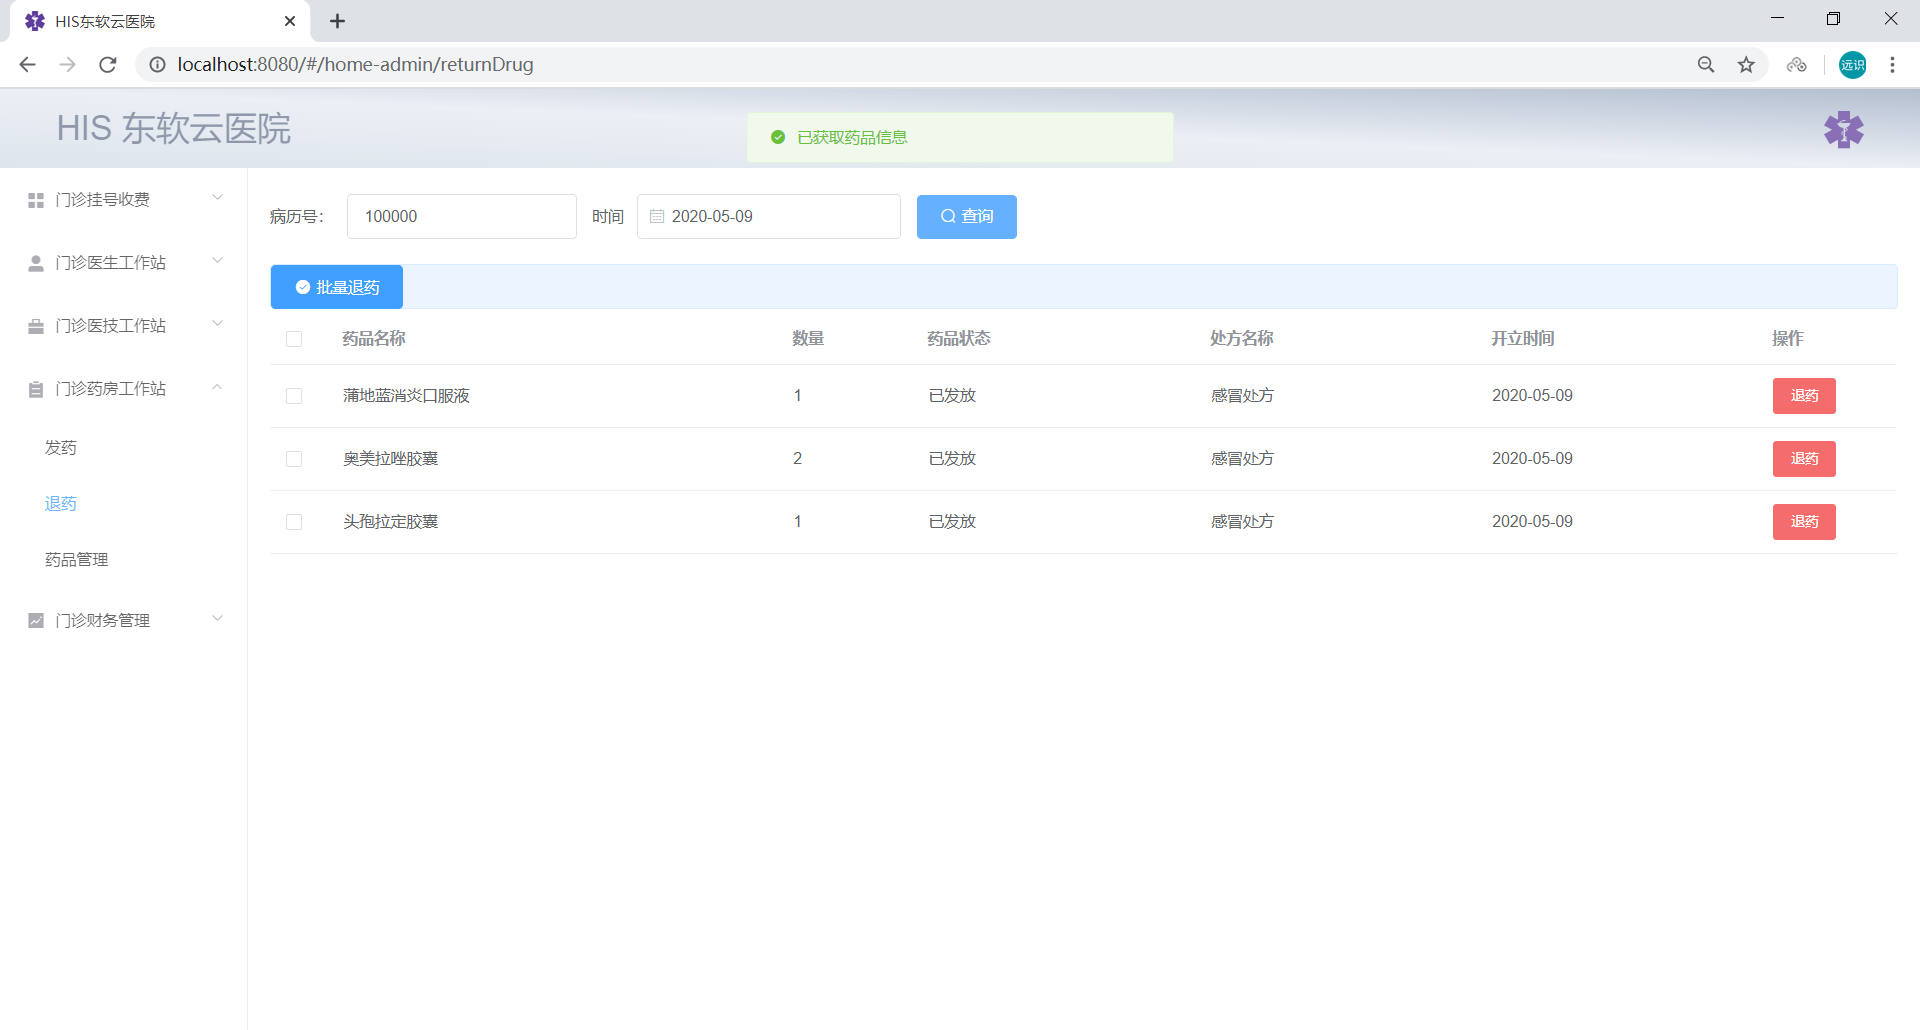 HIS东软云医院
localhost:8080/#/home-admin/returnDrug
远识
HIS 东软云医院
已获取药品信息
门诊挂号收费
门诊医生工作站
门诊医技工作站
门诊药房工作站
发药
退药
药品管理
门诊财务管理
病历号： 100000 时间 2020-05-09 查询
批量退药
药品名称 数量 药品状态 处方名称 开立时间 操作
蒲地蓝消炎口服液 1 已发放 感冒处方 2020-05-09 退药
奥美拉唑胶囊 2 已发放 感冒处方 2020-05-09 退药
头孢拉定胶囊 1 已发放 感冒处方 2020-05-09 退药